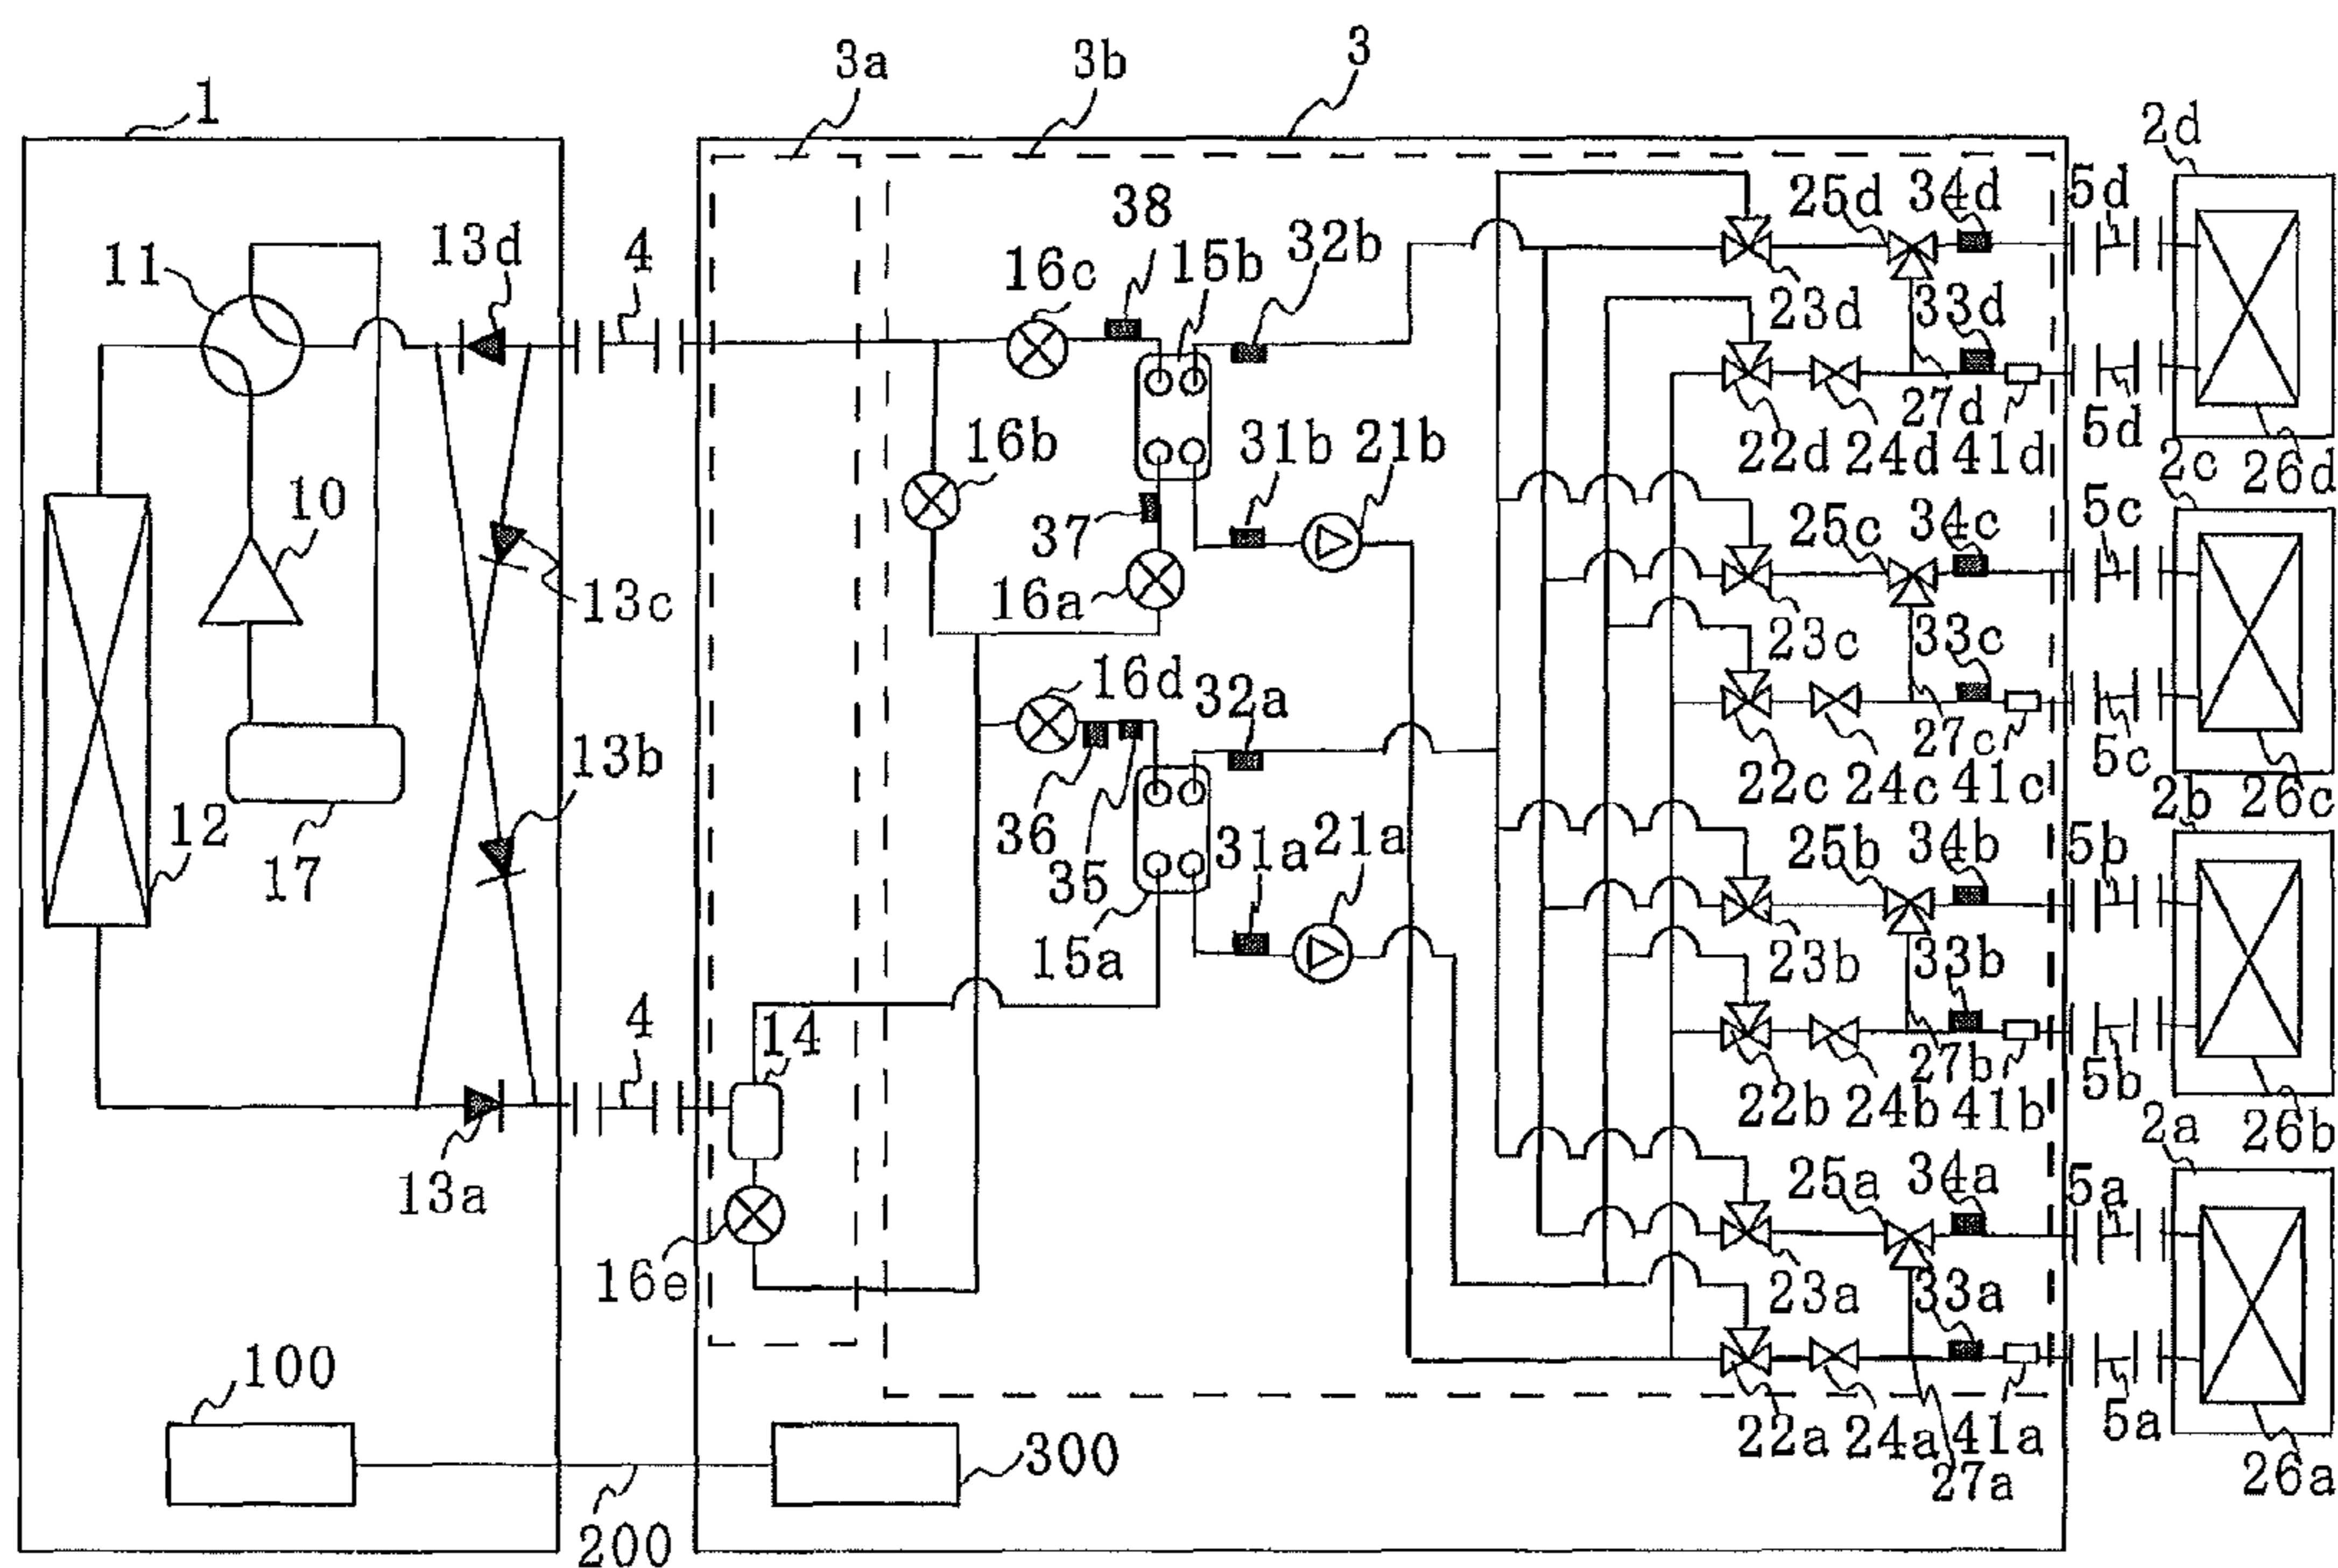 3a 3b 3
1 2d
25d 34d 5d
38
11 13d 4 16c 15b 32b
23d 33d
27d
16b 31b 21b 22d 24d 41d 5d 2c 26d
10
37 25c 34c 5c
13c 16a
23c 33c
16d 32a
27c 5c
13b 22c 24c 41c 2b 26c
12 36 31a 21a 25b 34b 5b
17 35
15a 23b 33b
4 14
27b 5b
22b 24b 41b 2a 26b
13a 25a 34a 5a
16e 23a 33a
100
22a 24a 41a 5a
300 27a 26a
200